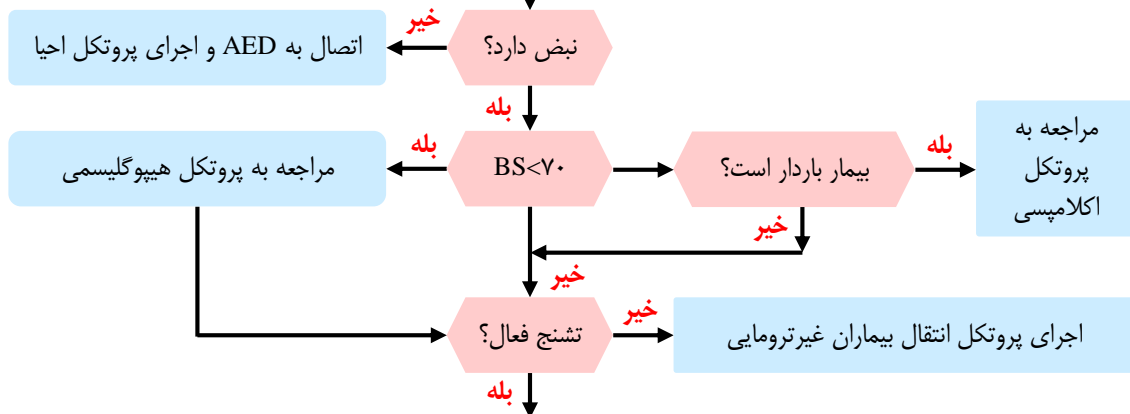 نبض دارد؟
خیر
اتصال به AED و اجرای پروتکل احیا
بله
BS<۷۰
بله
مراجعه به پروتکل هیپوگلیسمی
بیمار باردار است؟
بله
مراجعه به
پروتکل
اکلامپسی
خیر
خیر
تشنج فعال؟
خیر
اجرای پروتکل انتقال بیماران غیرترومایی
بله